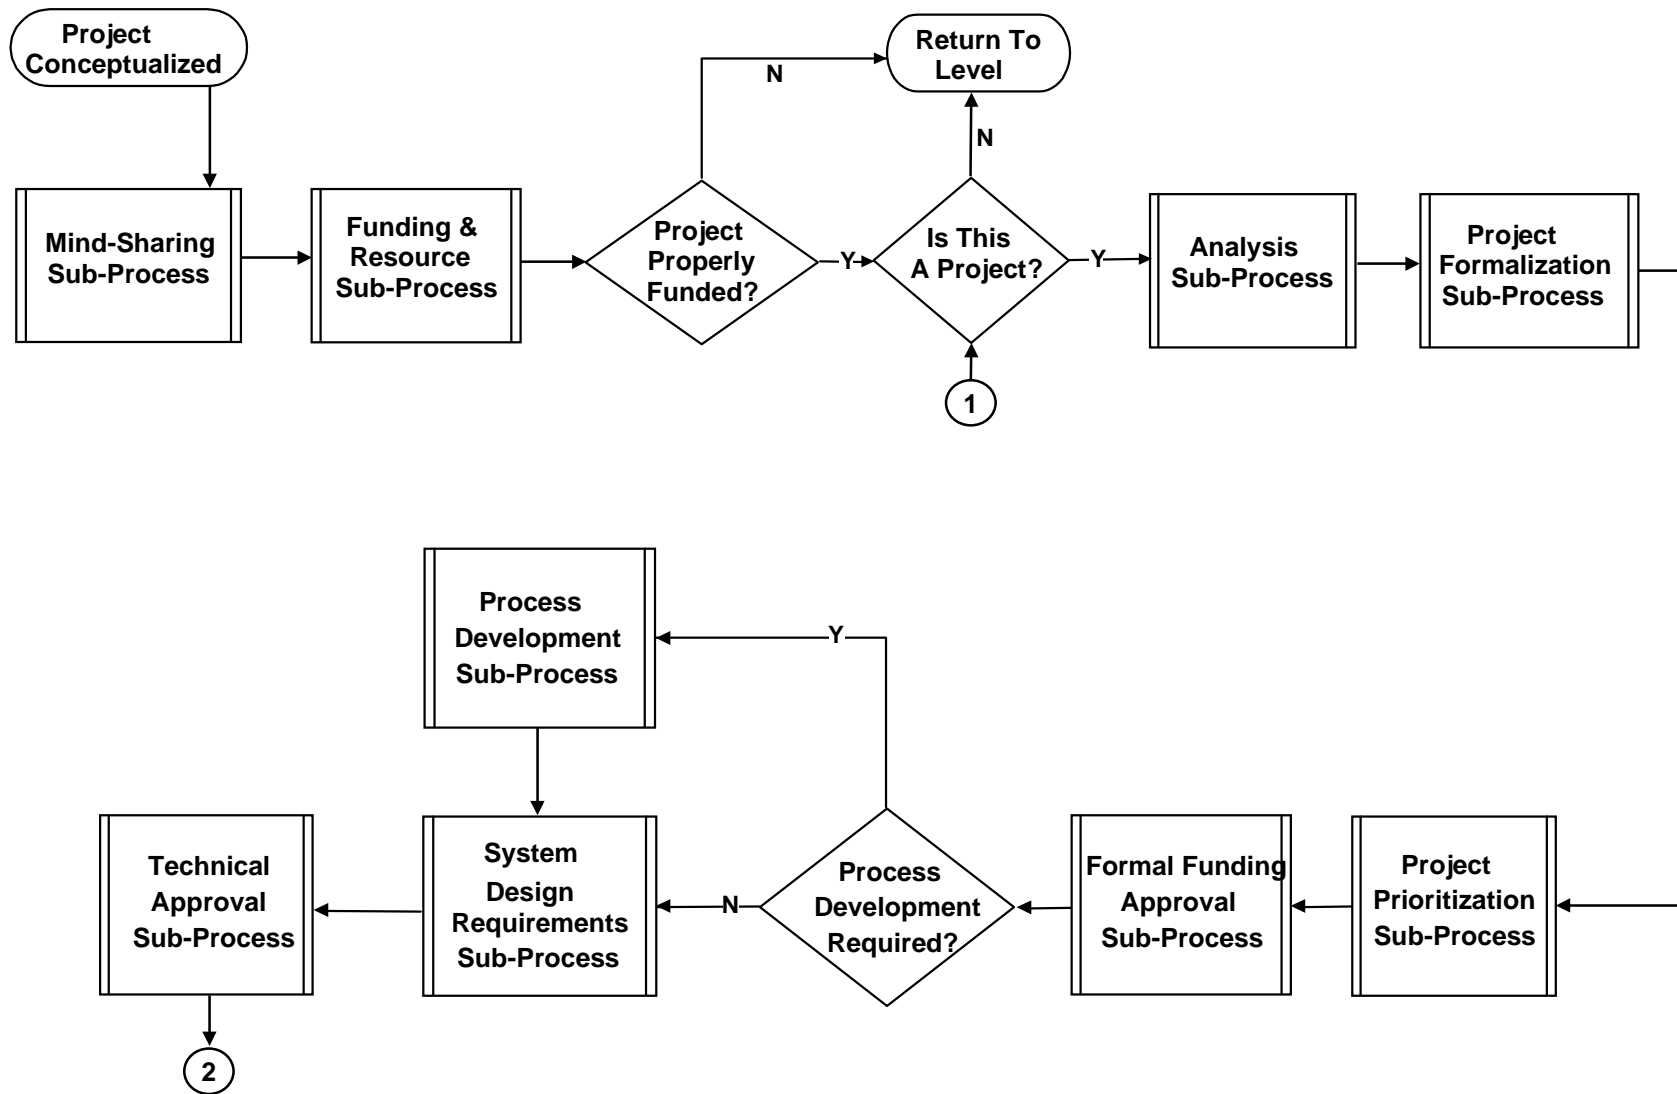 Project
Conceptualized
Return To
Level
N
N
Mind-Sharing
Sub-Process
Funding &
Resource
Sub-Process
Project
Properly
Funded?
Y
Is This
A Project?
Y
Analysis
Sub-Process
Project
Formalization
Sub-Process
1
Process
Development
Sub-Process
Y
Technical
Approval
Sub-Process
System
Design
Requirements
Sub-Process
N
Process
Development
Required?
Formal Funding
Approval
Sub-Process
Project
Prioritization
Sub-Process
2